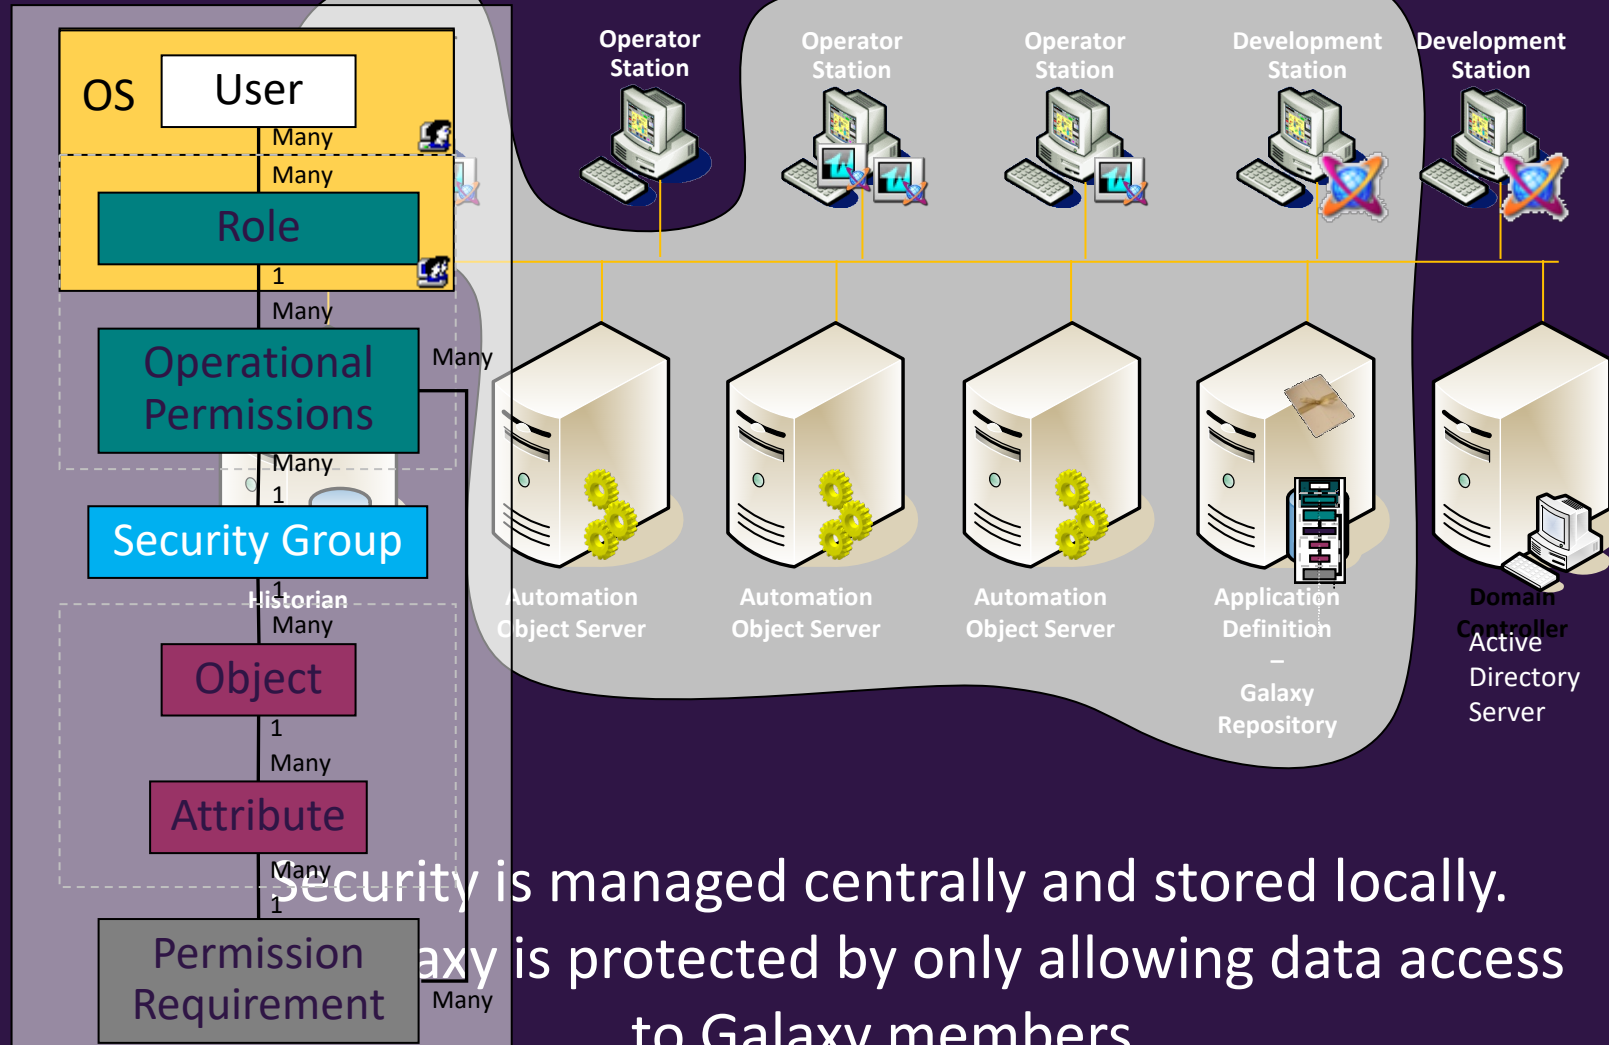 OS
User
Many
Many
Role
1
Many
Operational
Permissions
Many
Many
1
Security Group
1
Many
Object
1
Many
Attribute
Many
1
Permission
Requirement
Many
Operator
Station
Operator
Station
Operator
Station
Development
Station
Development
Station
Historian
Automation
Object Server
Automation
Object Server
Automation
Object Server
Application
Definition
–
Galaxy
Repository
Domain
Controller
Active
Directory
Server
Security is managed centrally and stored locally.
axy is protected by only allowing data access
to Galaxy members